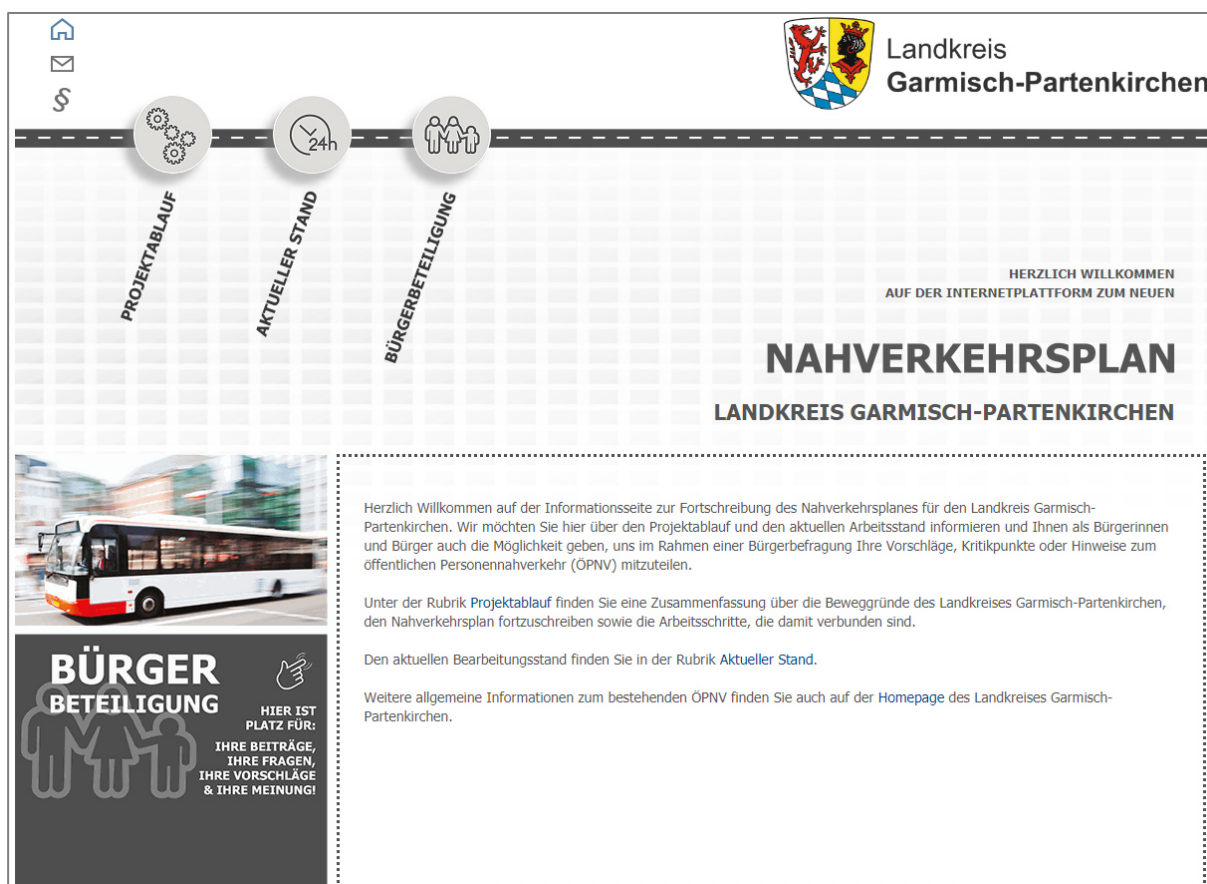 §
Landkreis
Garmisch-Partenkirchen
24h
PROJEKTABLAUF
AKTUELLER STAND
BÜRGERBETEILIGUNG
HERZLICH WILLKOMMEN
AUF DER INTERNETPLATTFORM ZUM NEUEN
NAHVERKEHRSPLAN
LANDKREIS GARMISCH-PARTENKIRCHEN
Herzlich Willkommen auf der Informationsseite zur Fortschreibung des Nahverkehrsplanes für den Landkreis Garmisch-
Partenkirchen. Wir möchten Sie hier über den Projektablauf und den aktuellen Arbeitsstand informieren und Ihnen als Bürgerinnen
und Bürger auch die Möglichkeit geben, uns im Rahmen einer Bürgerbefragung Ihre Vorschläge, Kritikpunkte oder Hinweise zum
öffentlichen Personennahverkehr (ÖPNV) mitzuteilen.
Unter der Rubrik Projektablauf finden Sie eine Zusammenfassung über die Beweggründe des Landkreises Garmisch-Partenkirchen,
den Nahverkehrsplan fortzuschreiben sowie die Arbeitsschritte, die damit verbunden sind.
Den aktuellen Bearbeitungsstand finden Sie in der Rubrik Aktueller Stand.
Weitere allgemeine Informationen zum bestehenden ÖPNV finden Sie auch auf der Homepage des Landkreises Garmisch-
Partenkirchen.
BÜRGER
BETEILIGUNG
HIER IST
PLATZ FÜR:
IHRE BEITRÄGE,
IHRE FRAGEN,
IHRE VORSCHLÄGE
& IHRE MEINUNG!